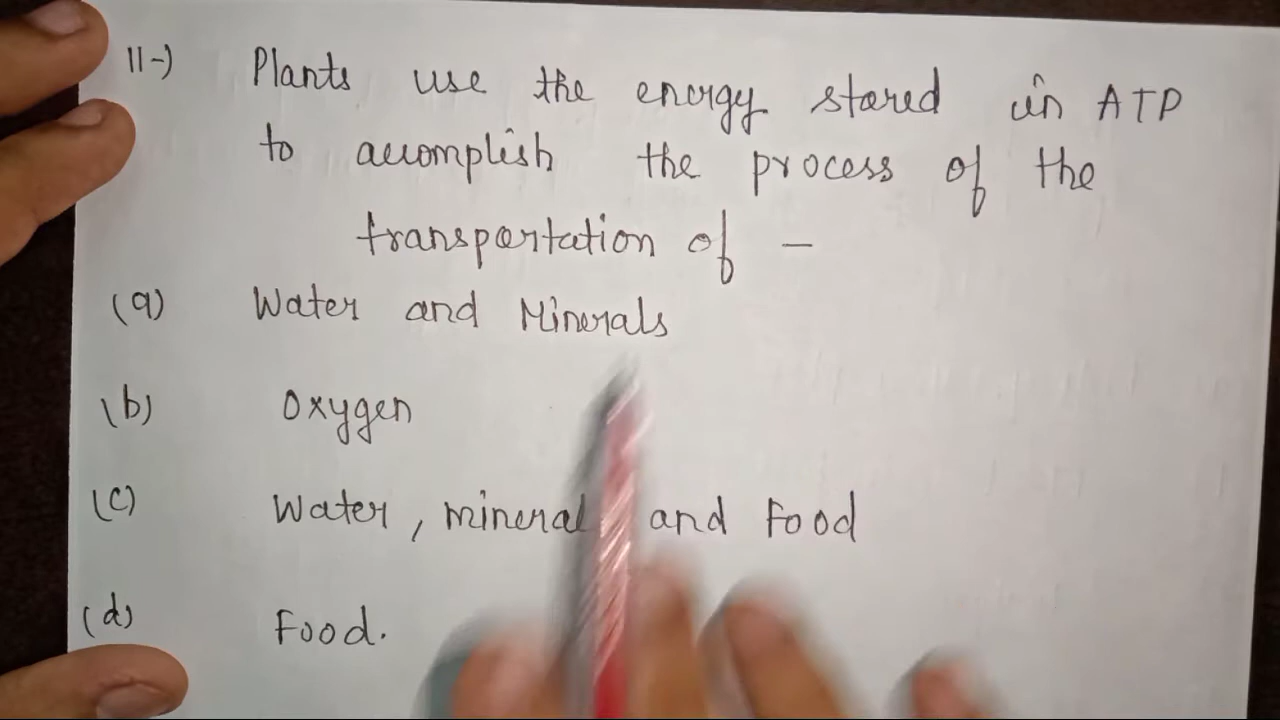 11-) Plants use the energy stored in ATP
to accomplish the process of the
transportation of -
(a) Water and Minerals
(b) Oxygen
(c) Water, mineral and Food
(d) Food.